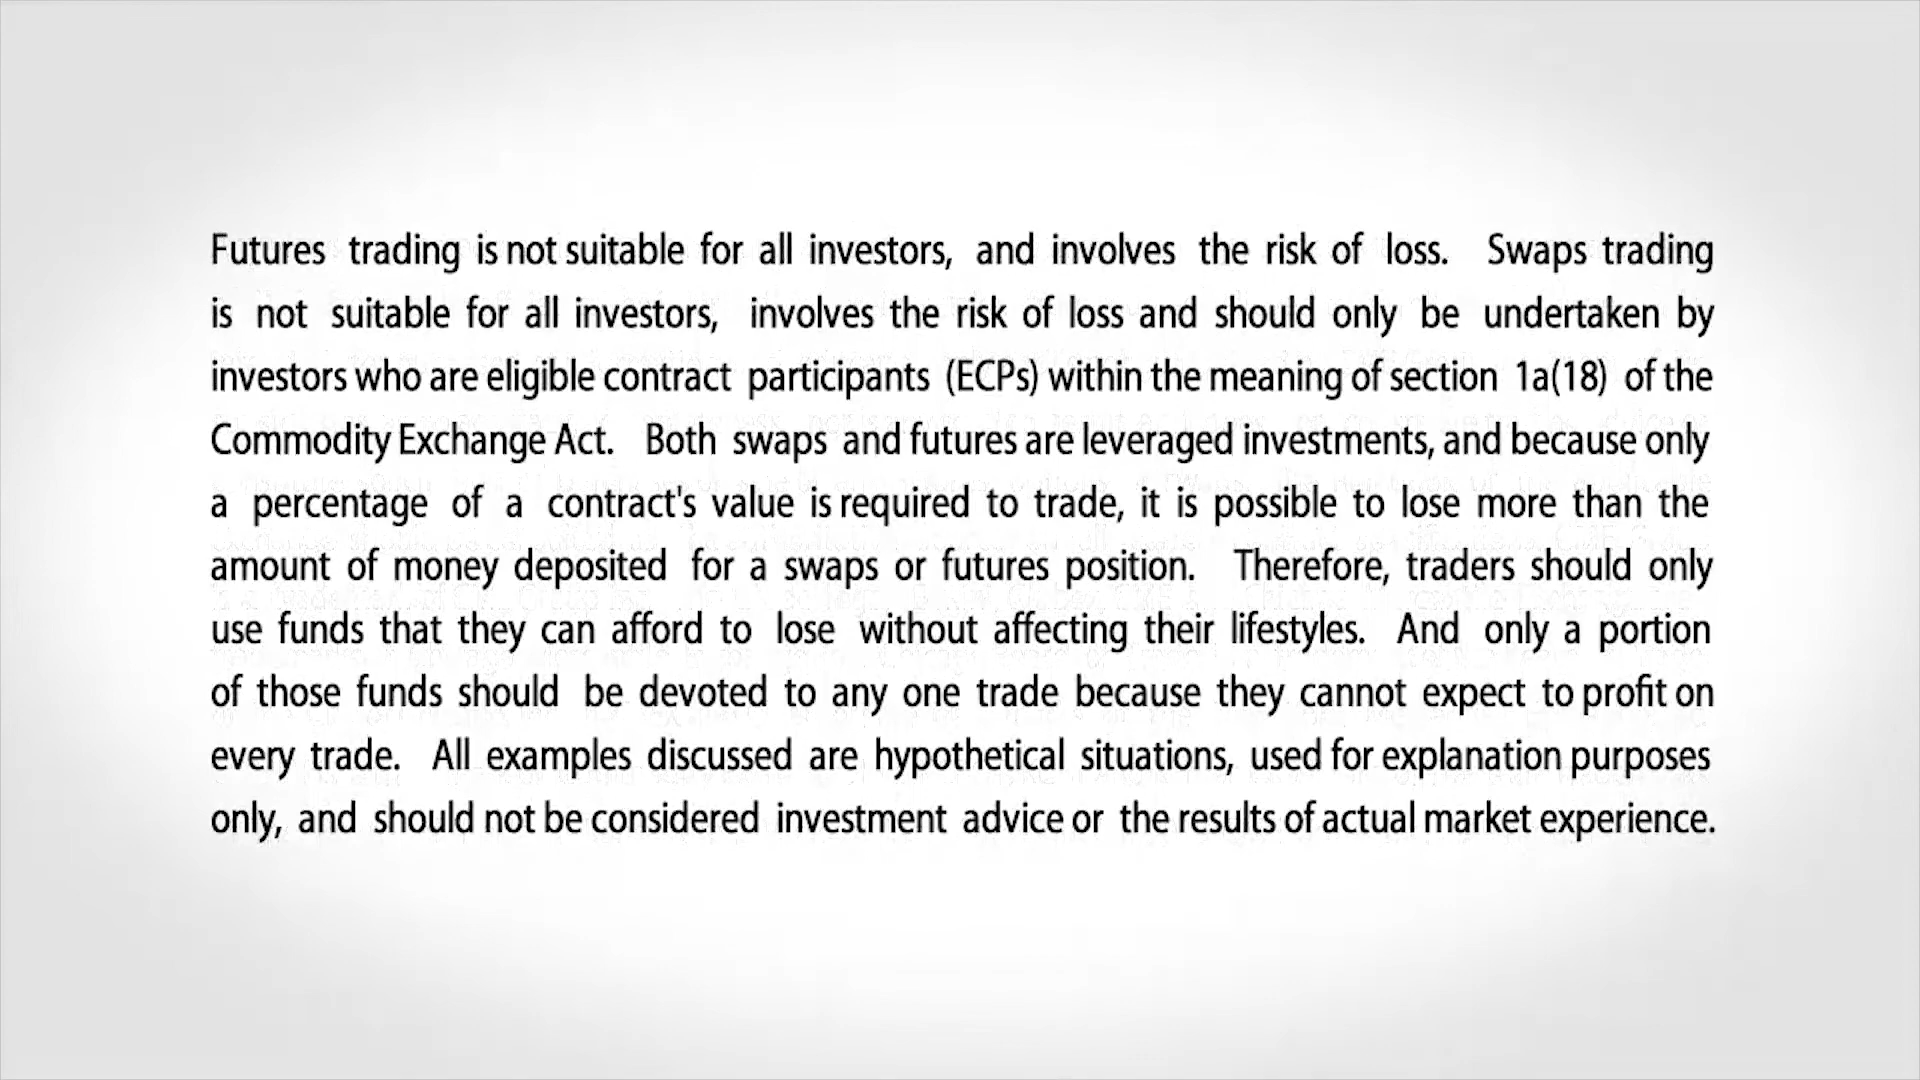 Futures trading is not suitable for all investors, and involves the risk of loss. Swaps trading
is not suitable for all investors, involves the risk of loss and should only be undertaken by
investors who are eligible contract participants (ECPs) within the meaning of section 1a(18) of the
Commodity Exchange Act. Both swaps and futures are leveraged investments, and because only
a percentage of a contract's value is required to trade, it is possible to lose more than the
amount of money deposited for a swaps or futures position. Therefore, traders should only
use funds that they can afford to lose without affecting their lifestyles. And only a portion
of those funds should be devoted to any one trade because they cannot expect to profit on
every trade. All examples discussed are hypothetical situations, used for explanation purposes
only, and should not be considered investment advice or the results of actual market experience.